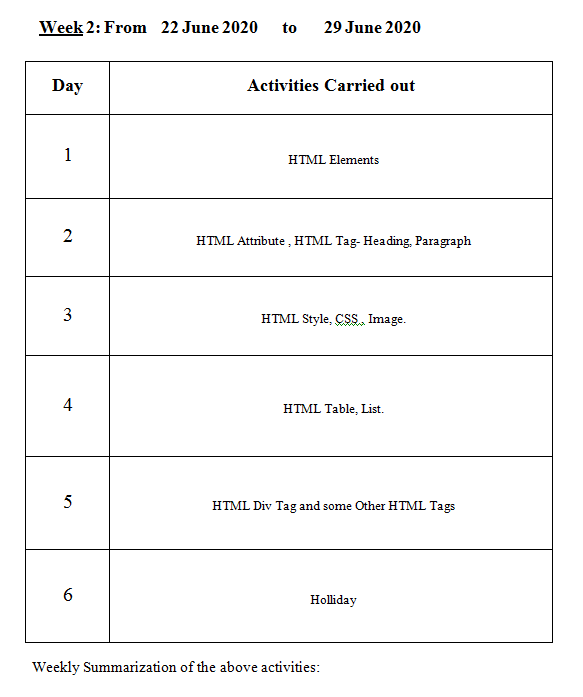 Week 2: From 22 June 2020 to 29 June 2020
Day Activities Carried out
1 HTML Elements
2 HTML Attribute , HTML Tag- Heading, Paragraph
3 HTML Style, CSS , Image.
4 HTML Table, List.
5 HTML Div Tag and some Other HTML Tags
6 Holliday
Weekly Summarization of the above activities: